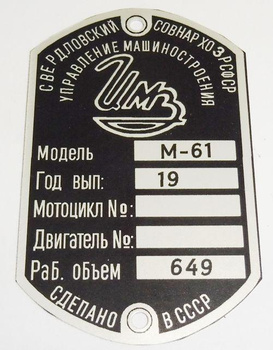 СВЕРДЛОВСКИЙ СОВНАРХОЗ РСФСР
УПРАВЛЕНИЕ МАШИНОСТРОЕНИЯ
ИМЗ
Модель М-61
Год вып: 19
Мотоцикл №:
Двигатель №:
Раб. объем 649
СДЕЛАНО В СССР